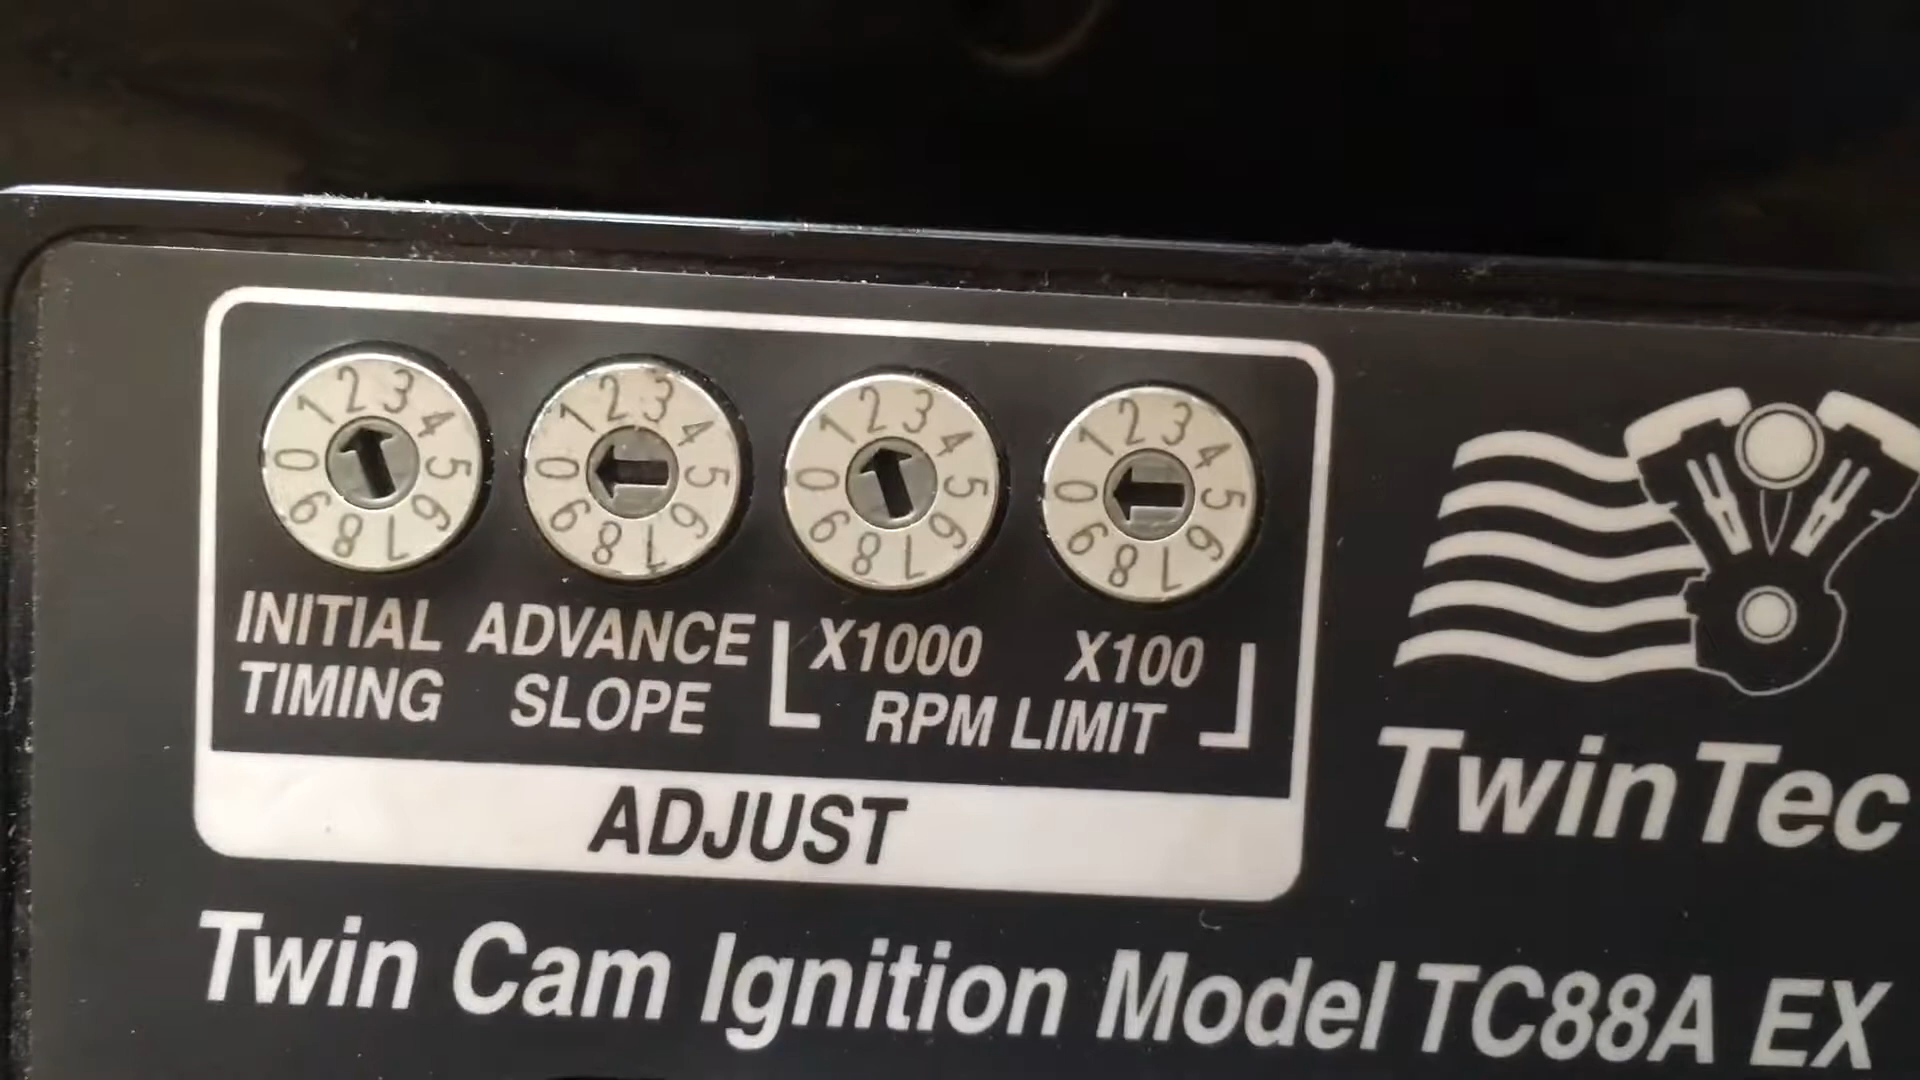 0 1 2 3 4 5 6 7 8 9
0 1 2 3 4 5 6 7 8 9
0 1 2 3 4 5 6 7 8 9
0 1 2 3 4 5 6 7 8 9
INITIAL TIMING
ADVANCE SLOPE
X1000 X100
RPM LIMIT
ADJUST
TwinTec
Twin Cam Ignition Model TC88A EX